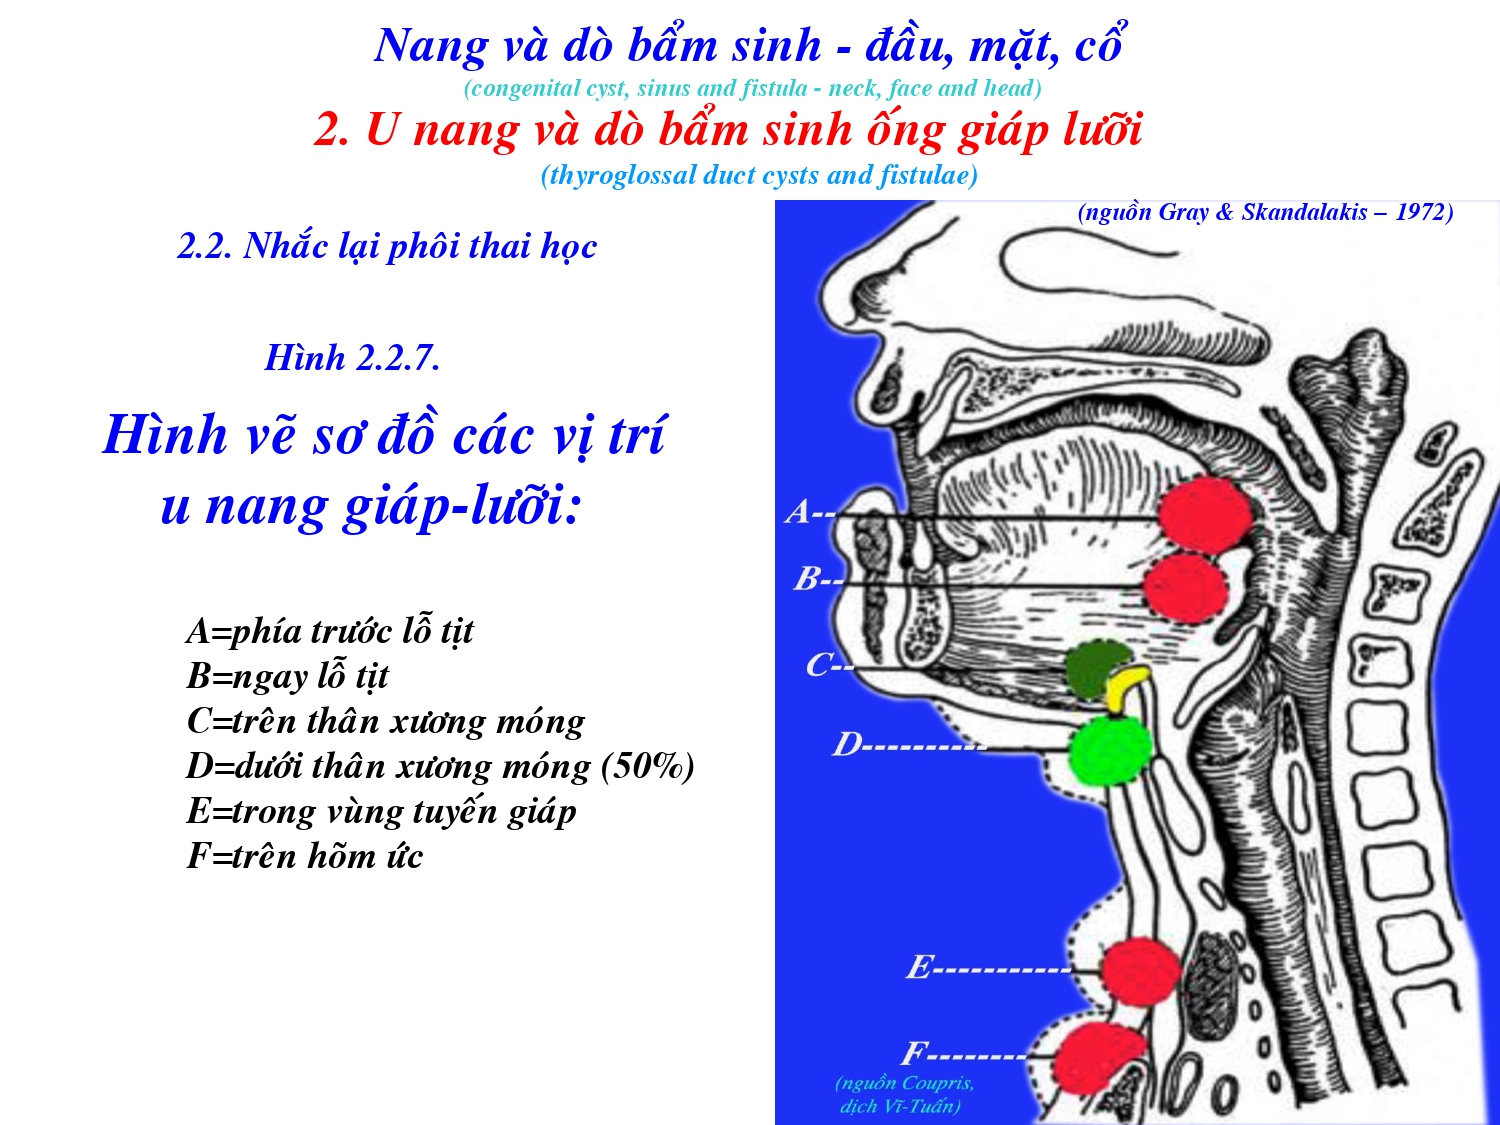 Nang và dò bẩm sinh - đầu, mặt, cổ
(congenital cyst, sinus and fistula - neck, face and head)
2. U nang và dò bẩm sinh ống giáp lưỡi
(thyroglossal duct cysts and fistulae)
(nguồn Gray & Skandalakis – 1972)
2.2. Nhắc lại phôi thai học
Hình 2.2.7.
Hình vẽ sơ đồ các vị trí
u nang giáp-lưỡi:
A=phía trước lỗ tịt
B=ngay lỗ tịt
C=trên thân xương móng
D=dưới thân xương móng (50%)
E=trong vùng tuyến giáp
F=trên hõm ức
A--
B--
C--
D----------
E-----------
F--------
(nguồn Coupris,
dịch Vĩ-Tuấn)